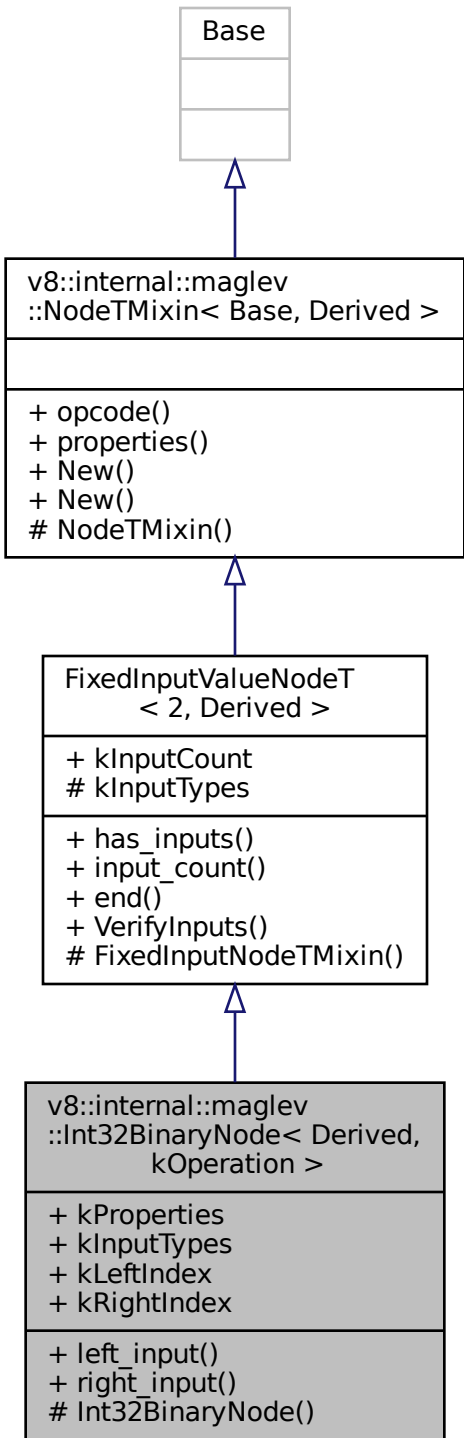 Base
v8::internal::maglev
::NodeTMixin< Base, Derived >
+ opcode()
+ properties()
+ New()
+ New()
# NodeTMixin()
FixedInputValueNodeT
< 2, Derived >
+ kInputCount
# kInputTypes
+ has_inputs()
+ input_count()
+ end()
+ VerifyInputs()
# FixedInputNodeTMixin()
v8::internal::maglev
::Int32BinaryNode< Derived,
kOperation >
+ kProperties
+ kInputTypes
+ kLeftIndex
+ kRightIndex
+ left_input()
+ right_input()
# Int32BinaryNode()